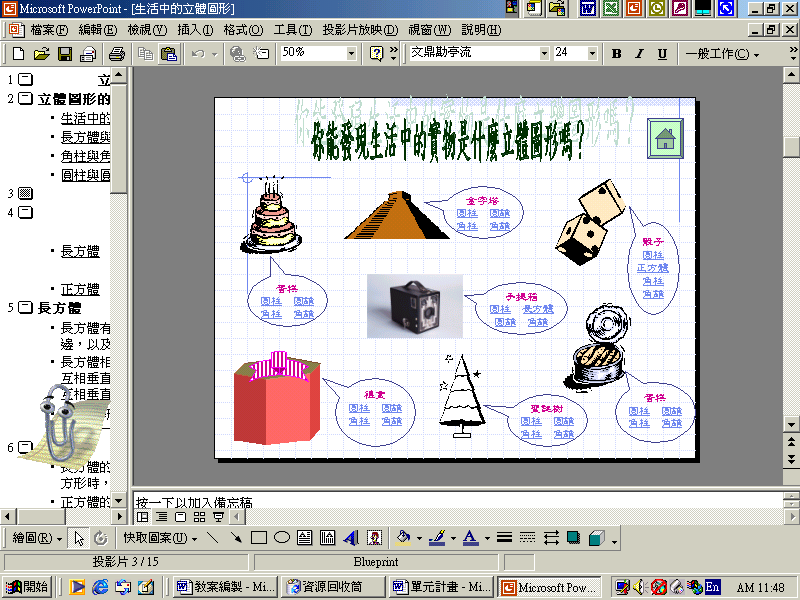 Microsoft PowerPoint - [生活中的立體圖形]
檔案(F) 編輯(E) 檢視(V) 插入(I) 格式(O) 工具(T) 投影片放映(D) 視窗(W) 說明(H)
50% 文鼎勘亭流 24 B I U 一般工作(C)
1 立
2 立體圖形的
生活中的
長方體與
角柱與角
圓柱與圓
3
4
長方體
正方體
5 長方體
長方體有
邊，以及
長方體相
互相垂直
互相垂直
6
長方體的
方形時，
正方體的
你能發現生活中的實物是什麼立體圖形嗎？
金字塔
圓柱 圓錐
角柱 角錐
骰子
圓柱
正方體
角柱
角錐
蛋糕
圓柱 圓錐
角柱 角錐
手提箱
圓柱 長方體
圓錐 角錐
禮盒
圓柱 圓錐
角柱 角錐
聖誕樹
圓柱 圓錐
角柱 角錐
蛋糕
圓柱 圓錐
角柱 角錐
按一下以加入備忘稿
繪圖(R) 快取圖案(U)
投影片 3 / 15 Blueprint
開始 教案編製 - Mi... 資源回收筒 單元計畫 - Mi... Microsoft Pow... En AM 11:48